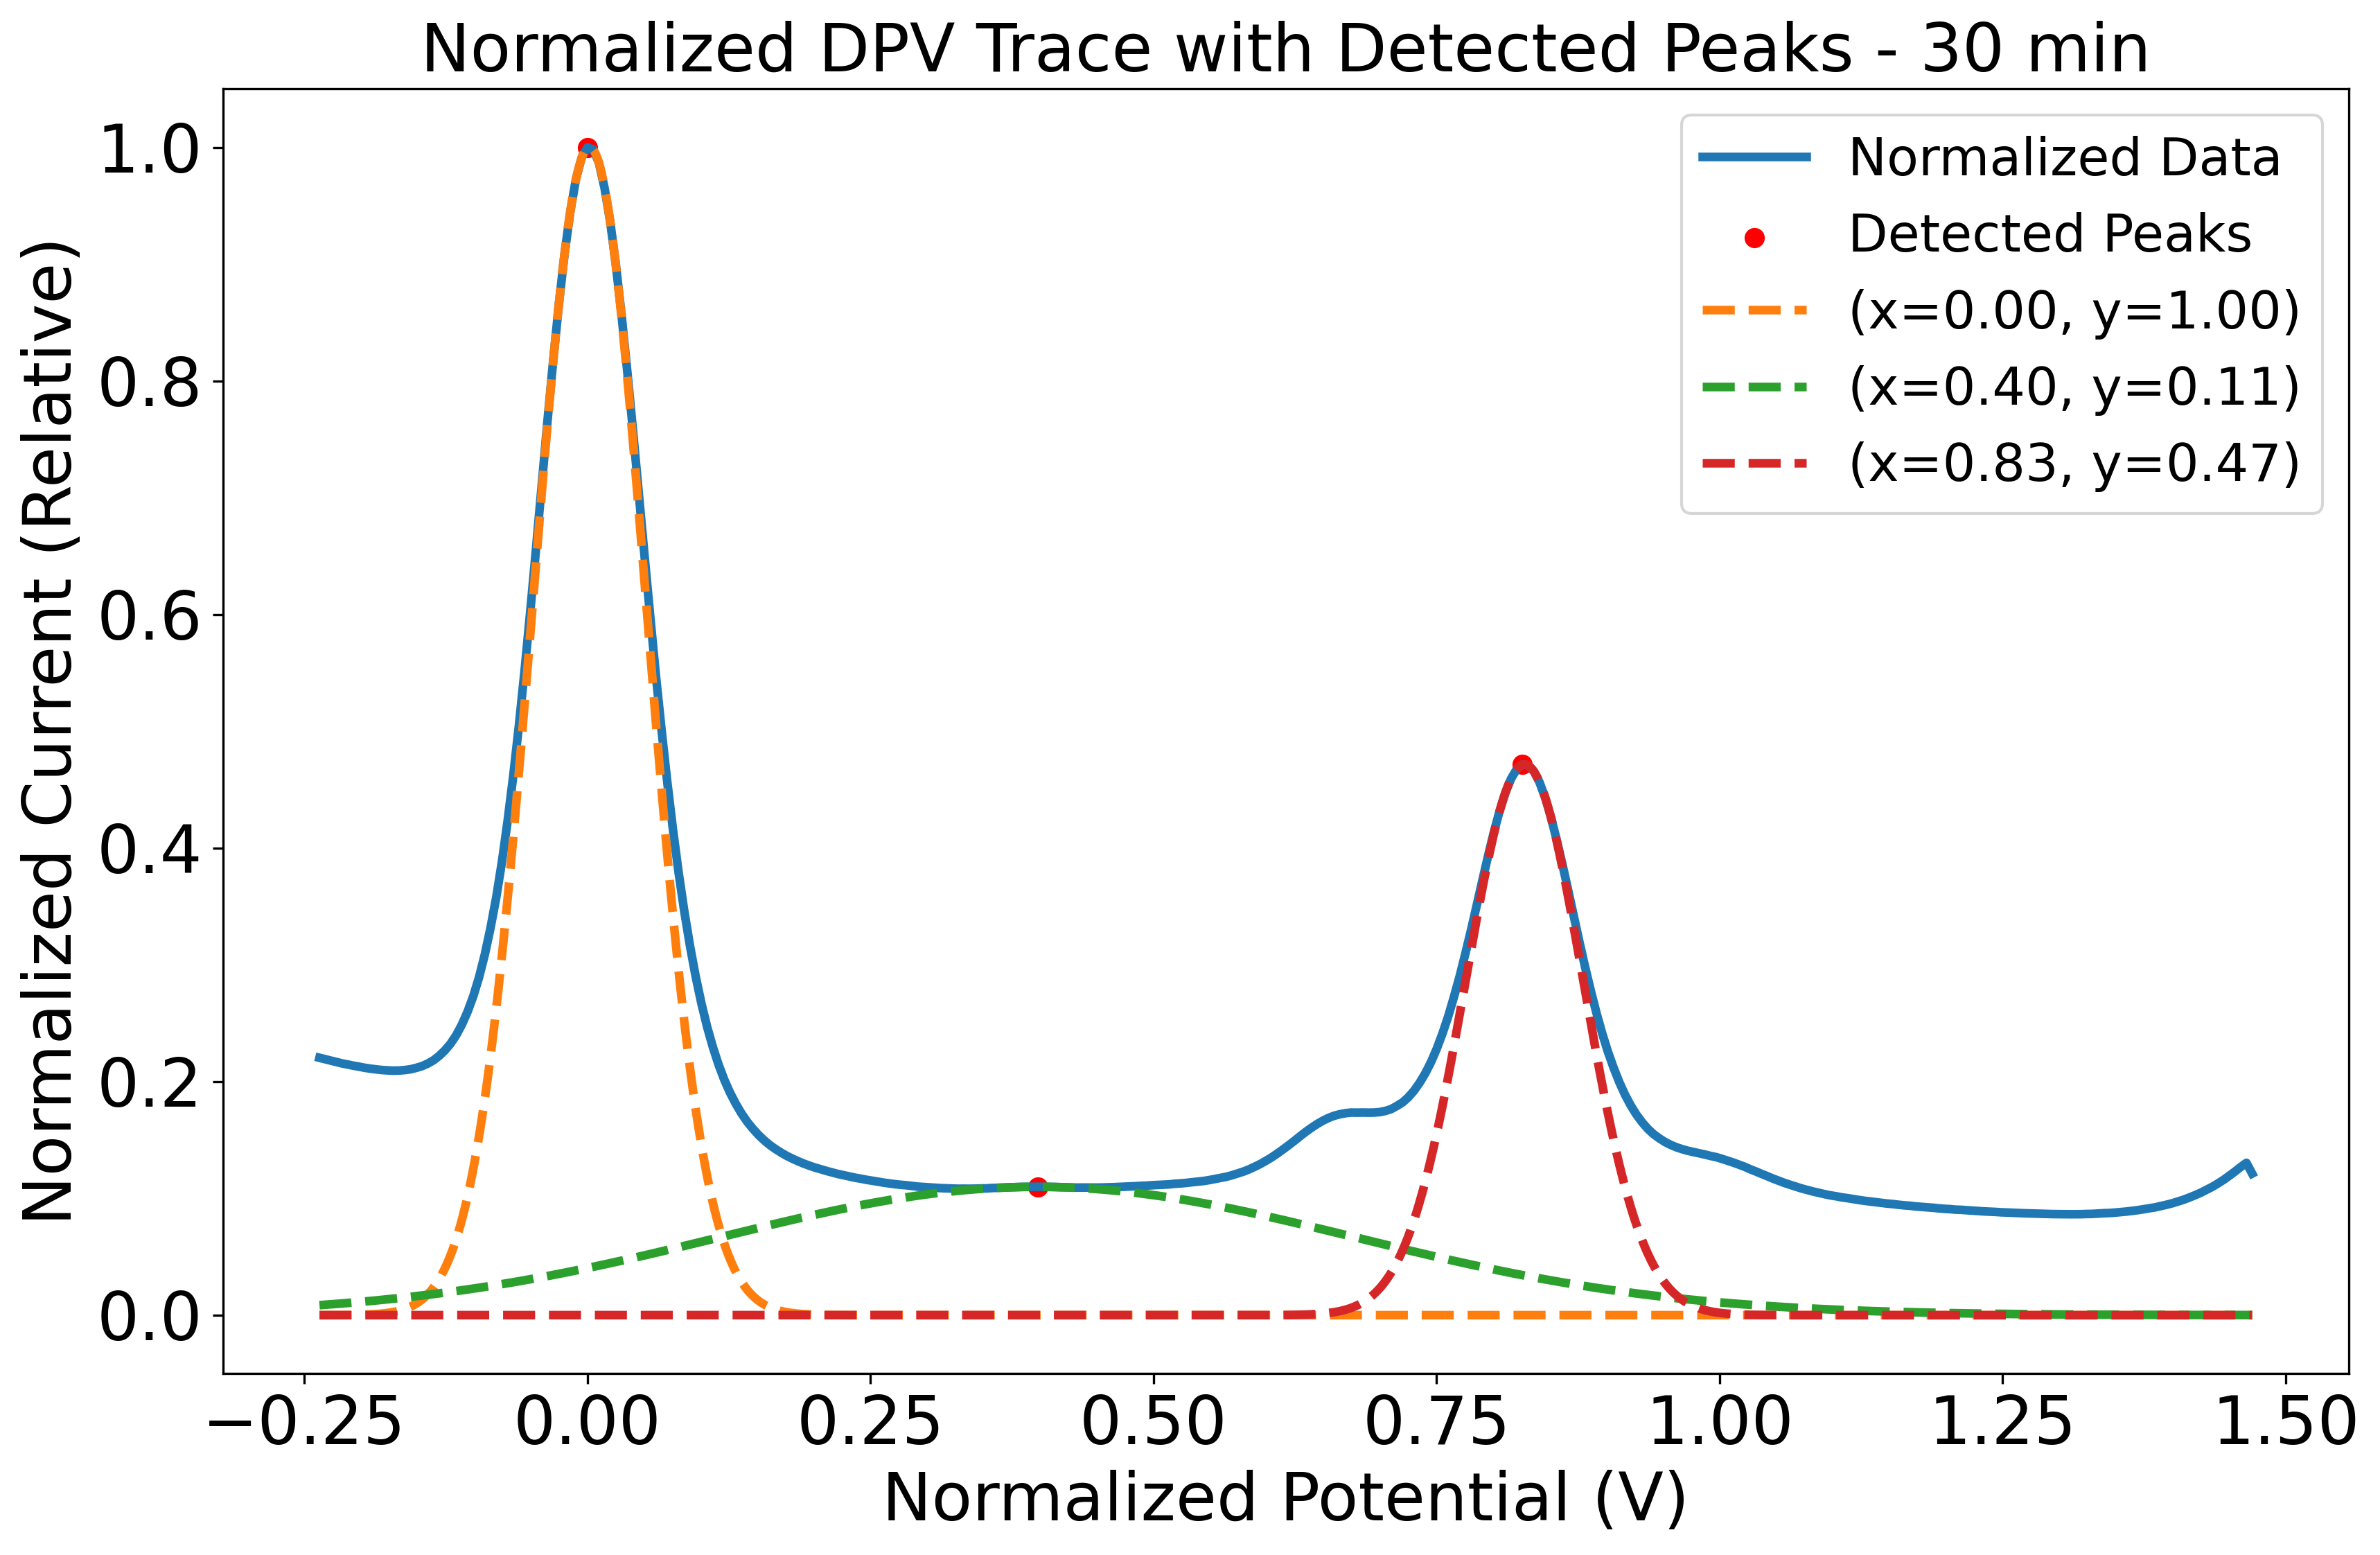 Normalized DPV Trace with Detected Peaks - 30 min
Normalized Current (Relative)
1.0
0.8
0.6
0.4
0.2
0.0
Normalized Data
Detected Peaks
(x=0.00, y=1.00)
(x=0.40, y=0.11)
(x=0.83, y=0.47)
−0.25 0.00 0.25 0.50 0.75 1.00 1.25 1.50
Normalized Potential (V)